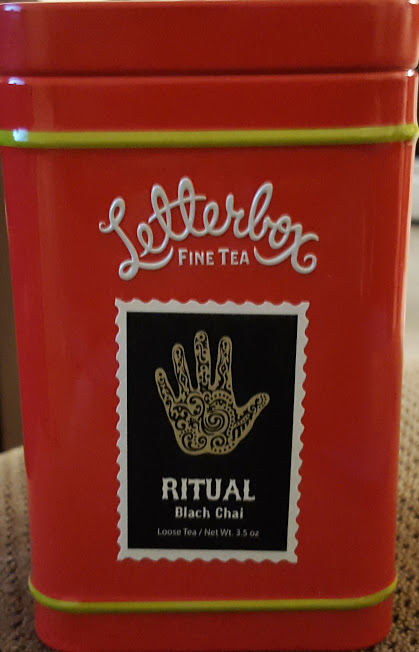 Letterbox
FINE TEA
RITUAL
Black Chai
Loose Tea / Net Wt. 3.5 oz